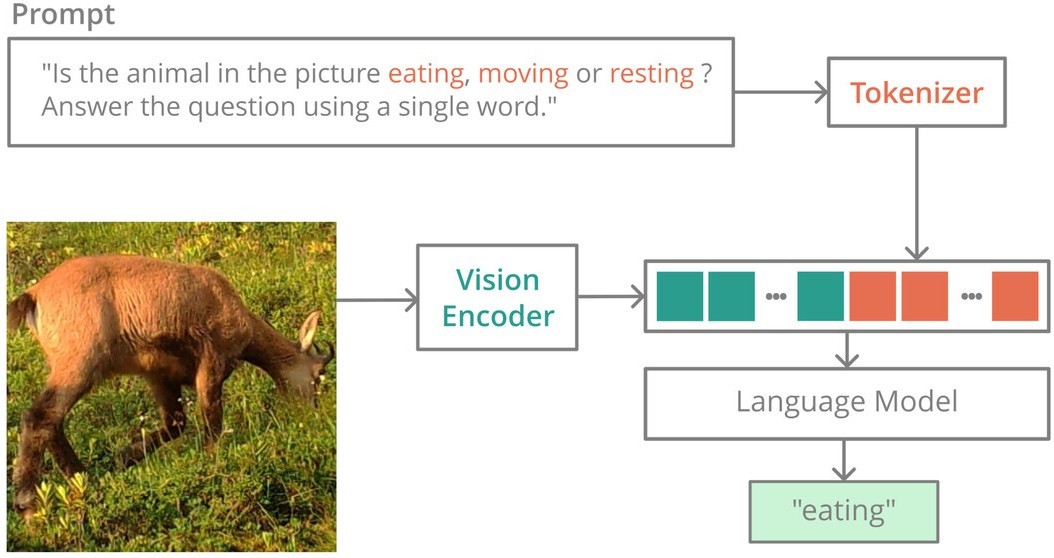 Prompt
"Is the animal in the picture eating, moving or resting ?
Answer the question using a single word."
Tokenizer
Vision
Encoder
Language Model
"eating"